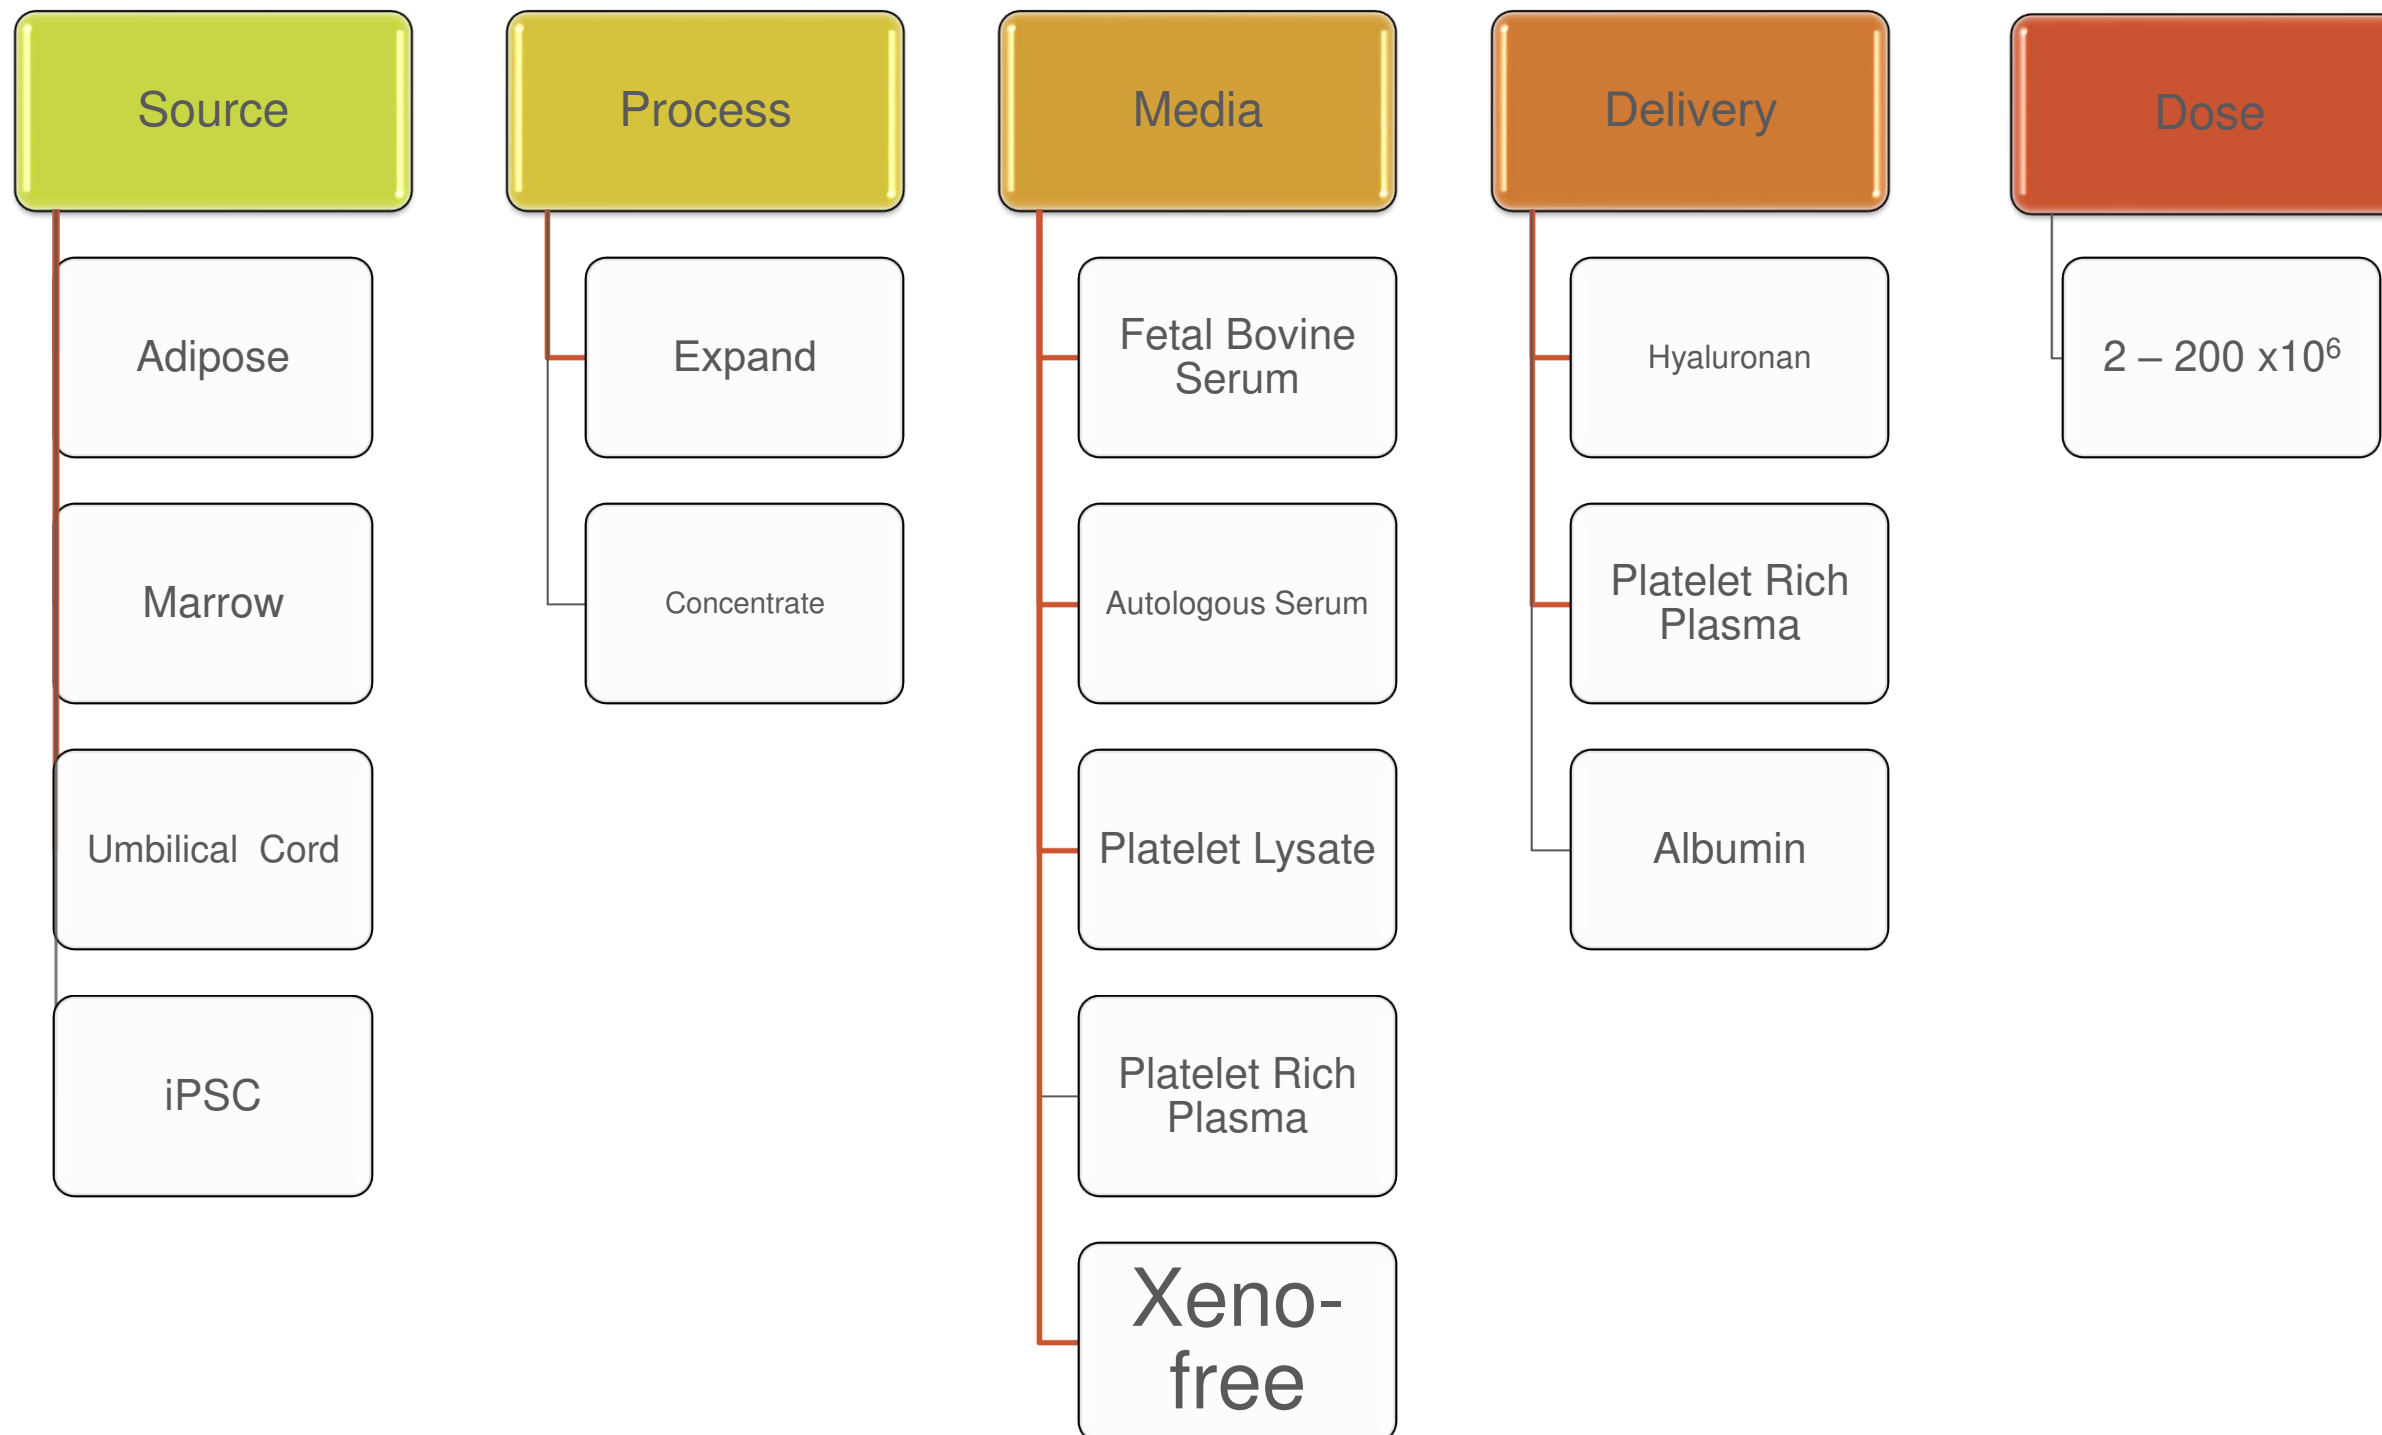 Source
Process
Media
Delivery
Dose
Adipose
Marrow
Umbilical  Cord
iPSC
Expand
Concentrate
Fetal Bovine
Serum
Autologous Serum
Platelet Lysate
Platelet Rich
Plasma
Xeno-
free
Hyaluronan
Platelet Rich
Plasma
Albumin
2 – 200 x10⁶